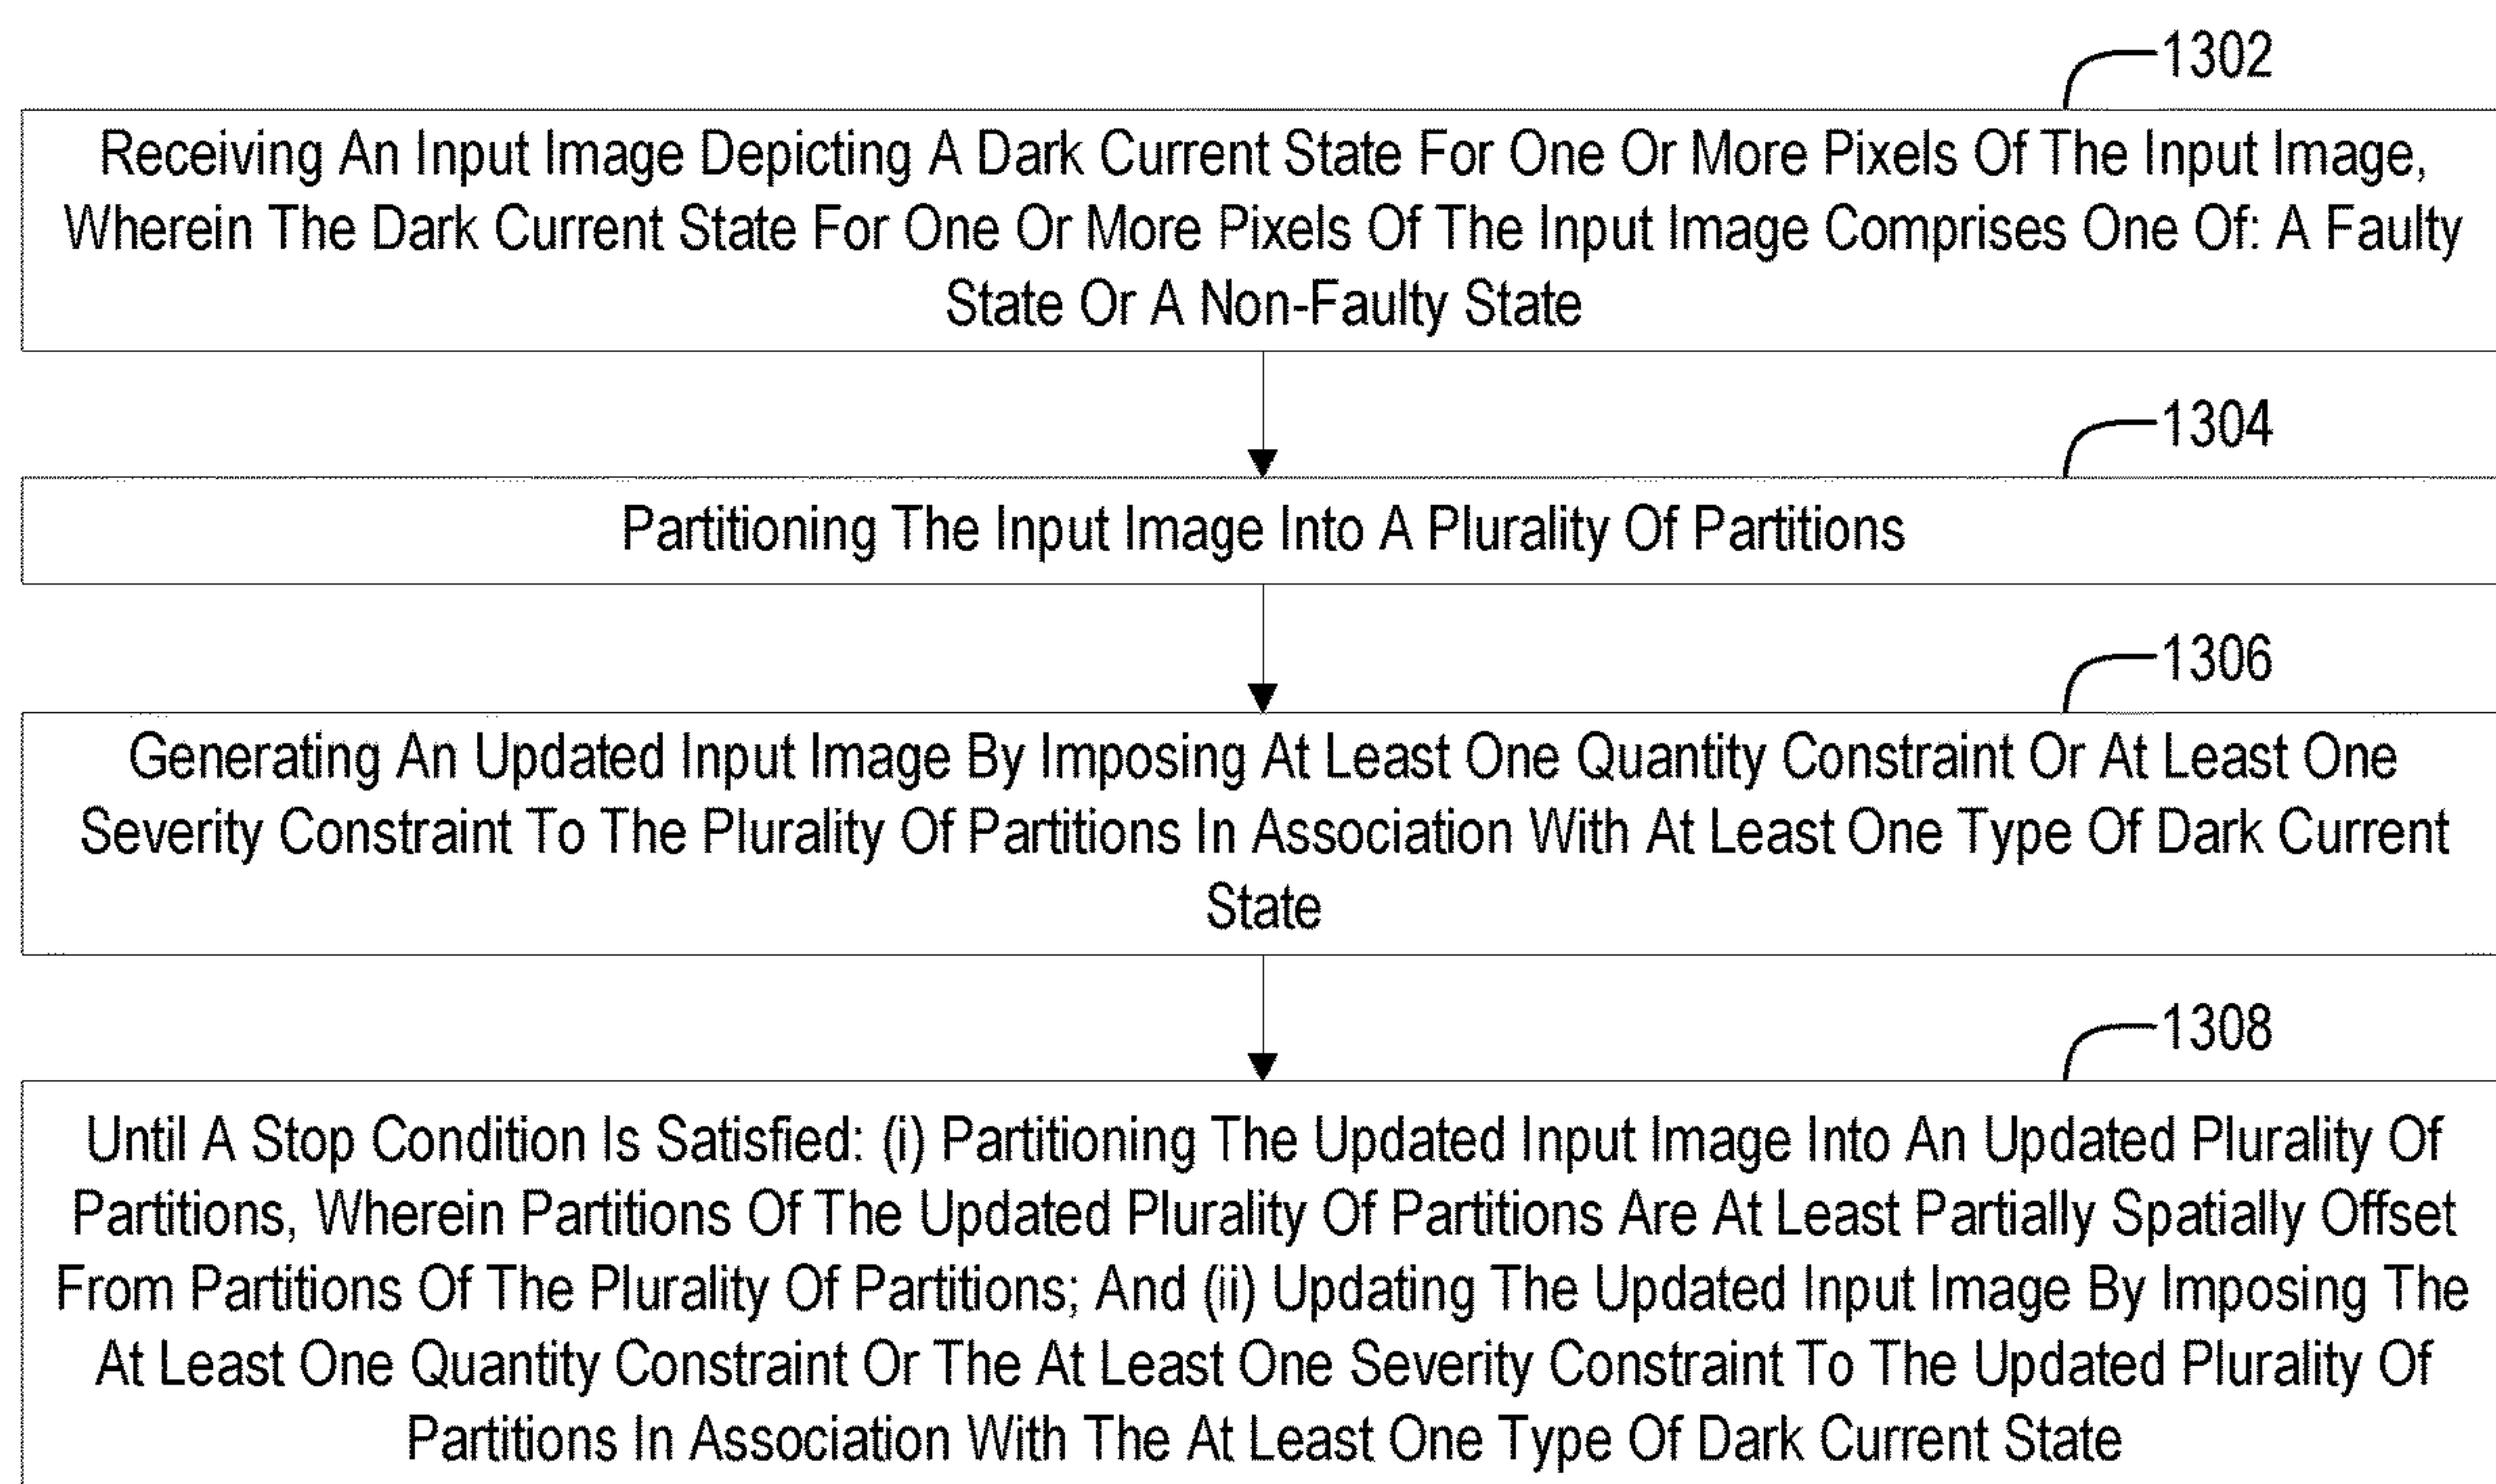 1302
Receiving An Input Image Depicting A Dark Current State For One Or More Pixels Of The Input Image,
Wherein The Dark Current State For One Or More Pixels Of The Input Image Comprises One Of: A Faulty
State Or A Non-Faulty State
1304
Partitioning The Input Image Into A Plurality Of Partitions
1306
Generating An Updated Input Image By Imposing At Least One Quantity Constraint Or At Least One
Severity Constraint To The Plurality Of Partitions In Association With At Least One Type Of Dark Current
State
1308
Until A Stop Condition Is Satisfied: (i) Partitioning The Updated Input Image Into An Updated Plurality Of
Partitions, Wherein Partitions Of The Updated Plurality Of Partitions Are At Least Partially Spatially Offset
From Partitions Of The Plurality Of Partitions; And (ii) Updating The Updated Input Image By Imposing The
At Least One Quantity Constraint Or The At Least One Severity Constraint To The Updated Plurality Of
Partitions In Association With The At Least One Type Of Dark Current State